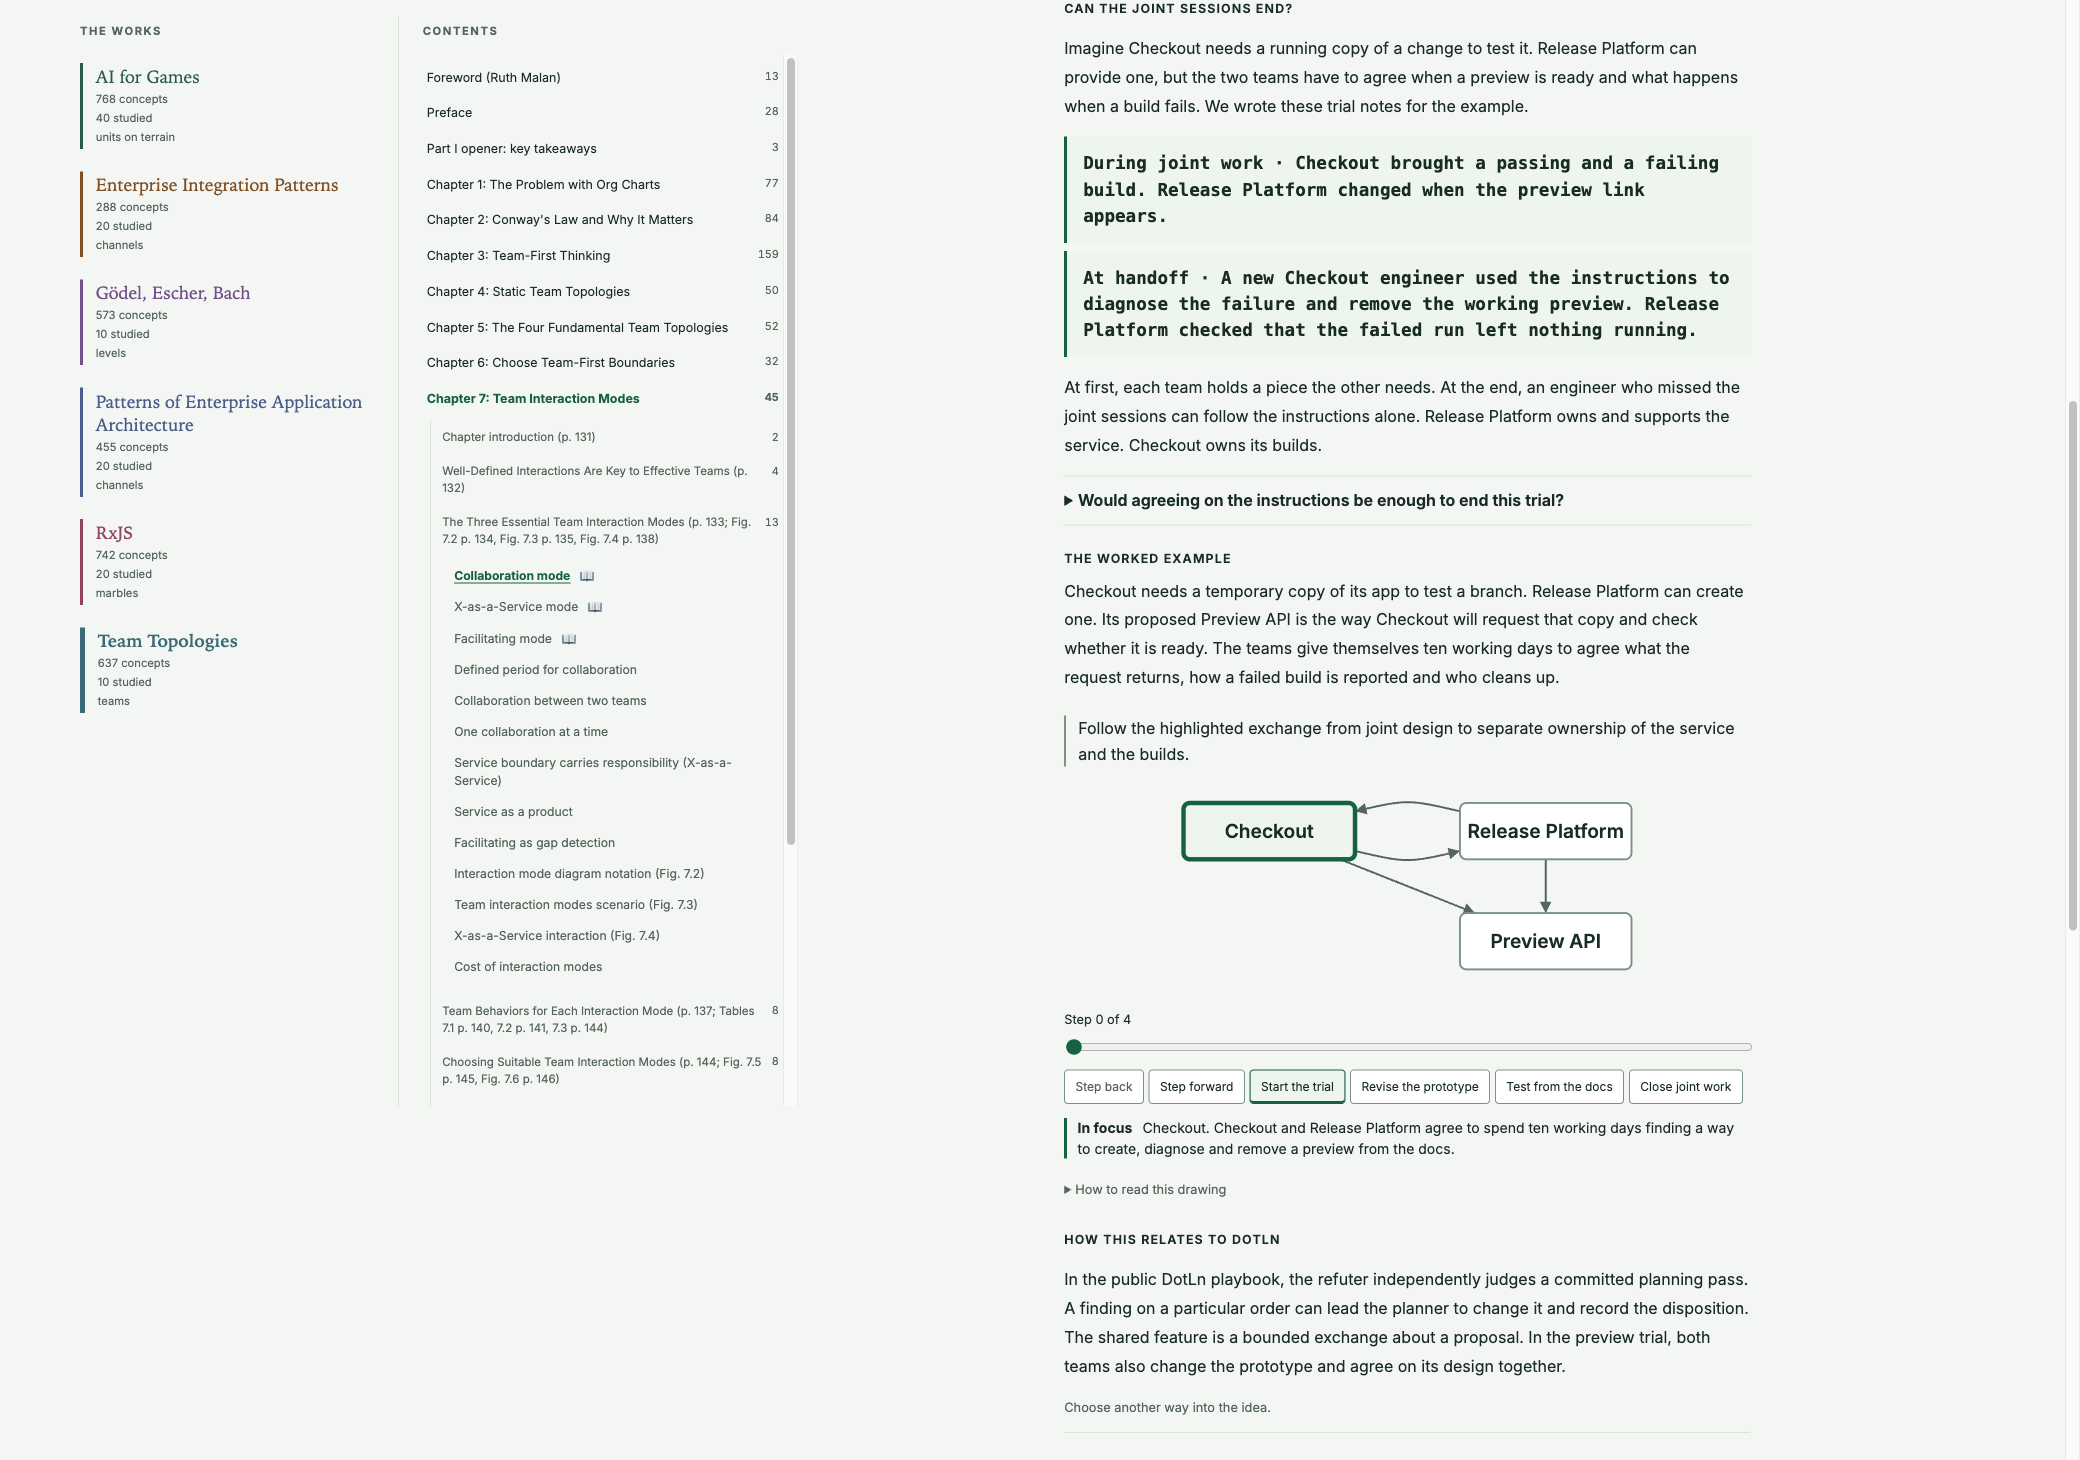 THE WORKS
AI for Games
768 concepts
40 studied
units on terrain
Enterprise Integration Patterns
288 concepts
20 studied
channels
Gödel, Escher, Bach
573 concepts
10 studied
levels
Patterns of Enterprise Application
Architecture
455 concepts
20 studied
channels
RxJS
742 concepts
20 studied
marbles
Team Topologies
637 concepts
10 studied
teams
CONTENTS
Foreword (Ruth Malan) 13
Preface 28
Part I opener: key takeaways 3
Chapter 1: The Problem with Org Charts 77
Chapter 2: Conway's Law and Why It Matters 84
Chapter 3: Team-First Thinking 159
Chapter 4: Static Team Topologies 50
Chapter 5: The Four Fundamental Team Topologies 52
Chapter 6: Choose Team-First Boundaries 32
Chapter 7: Team Interaction Modes 45
Chapter introduction (p. 131) 2
Well-Defined Interactions Are Key to Effective Teams (p. 4
132)
The Three Essential Team Interaction Modes (p. 133; Fig. 13
7.2 p. 134, Fig. 7.3 p. 135, Fig. 7.4 p. 138)
Collaboration mode
X-as-a-Service mode
Facilitating mode
Defined period for collaboration
Collaboration between two teams
One collaboration at a time
Service boundary carries responsibility (X-as-a-
Service)
Service as a product
Facilitating as gap detection
Interaction mode diagram notation (Fig. 7.2)
Team interaction modes scenario (Fig. 7.3)
X-as-a-Service interaction (Fig. 7.4)
Cost of interaction modes
Team Behaviors for Each Interaction Mode (p. 137; Tables 8
7.1 p. 140, 7.2 p. 141, 7.3 p. 144)
Choosing Suitable Team Interaction Modes (p. 144; Fig. 7.5 8
p. 145, Fig. 7.6 p. 146)
CAN THE JOINT SESSIONS END?
Imagine Checkout needs a running copy of a change to test it. Release Platform can
provide one, but the two teams have to agree when a preview is ready and what happens
when a build fails. We wrote these trial notes for the example.
During joint work · Checkout brought a passing and a failing
build. Release Platform changed when the preview link
appears.
At handoff · A new Checkout engineer used the instructions to
diagnose the failure and remove the working preview. Release
Platform checked that the failed run left nothing running.
At first, each team holds a piece the other needs. At the end, an engineer who missed the
joint sessions can follow the instructions alone. Release Platform owns and supports the
service. Checkout owns its builds.
Would agreeing on the instructions be enough to end this trial?
THE WORKED EXAMPLE
Checkout needs a temporary copy of its app to test a branch. Release Platform can create
one. Its proposed Preview API is the way Checkout will request that copy and check
whether it is ready. The teams give themselves ten working days to agree what the
request returns, how a failed build is reported and who cleans up.
Follow the highlighted exchange from joint design to separate ownership of the service
and the builds.
Checkout
Release Platform
Preview API
Step 0 of 4
Step back Step forward Start the trial Revise the prototype Test from the docs Close joint work
In focus Checkout. Checkout and Release Platform agree to spend ten working days finding a way
to create, diagnose and remove a preview from the docs.
How to read this drawing
HOW THIS RELATES TO DOTLN
In the public DotLn playbook, the refuter independently judges a committed planning pass.
A finding on a particular order can lead the planner to change it and record the disposition.
The shared feature is a bounded exchange about a proposal. In the preview trial, both
teams also change the prototype and agree on its design together.
Choose another way into the idea.